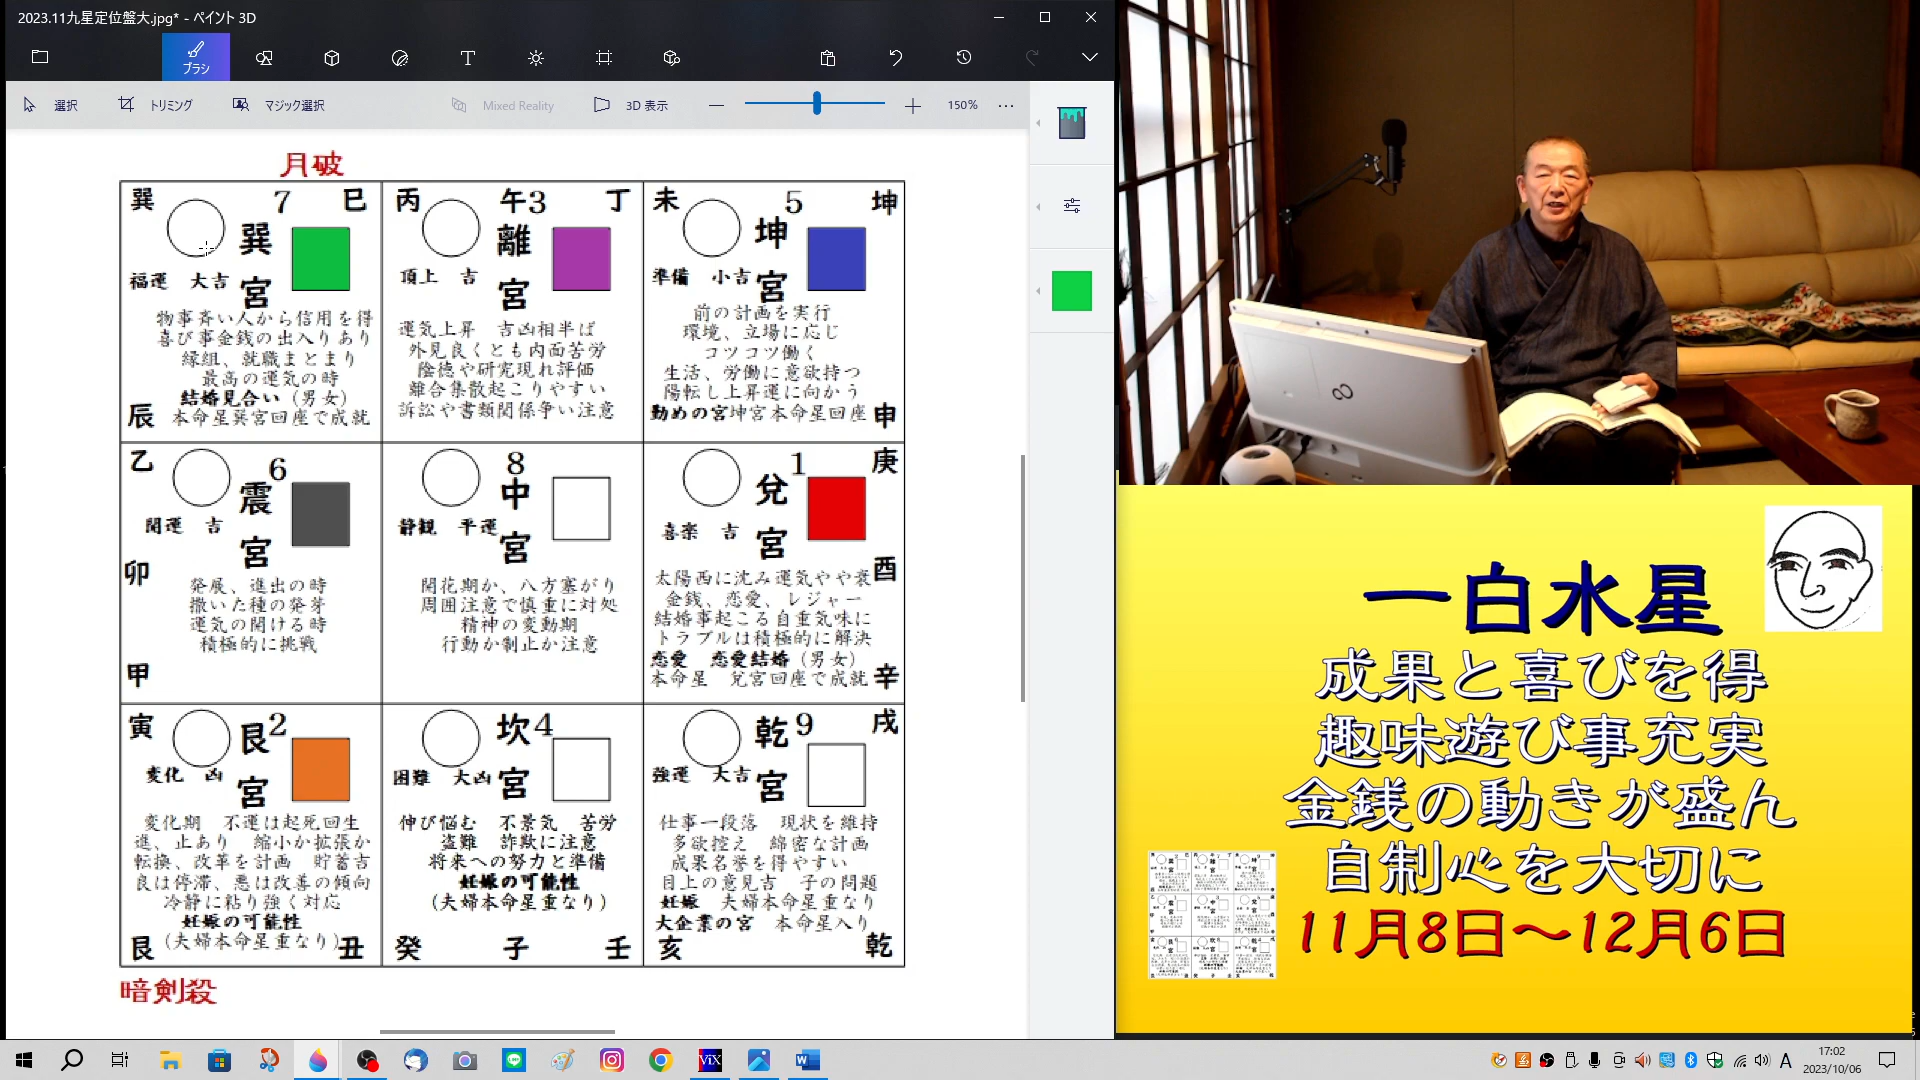 2023.11九星定位盤大.jpg* - ペイント 3D
ブラシ
選択 トリミング マジック選択 Mixed Reality 3D 表示 150%
月破
巽 7 巳
巽宮
福運 大吉
物事斉い人から信用を得
喜び事金銭の出入りあり
縁組、就職まとまり
最高の運気の時
結婚見合い（男女）
辰 本命星巽宮回座で成就
丙 午3 丁
離宮
頂上 吉
運気上昇 吉凶相半ば
外見良くとも内面苦労
陰徳や研究現れ評価
離合集散起こりやすい
訴訟や書類関係争い注意
未 5 坤
坤宮
準備 小吉
前の計画を実行
環境、立場に応じ
コツコツ働く
生活、労働に意欲持つ
陽転し上昇運に向かう
勤めの宮坤宮本命星回座 申
乙 6
震宮
開運 吉
卯
発展、進出の時
撒いた種の発芽
運気の開ける時
積極的に挑戦
甲
8
中宮
静観 平運
開花期か、八方塞がり
周囲注意で慎重に対処
精神の変動期
行動か制止か注意
1 庚
兌宮
喜楽 吉
酉
太陽西に沈み運気やや衰
金銭、恋愛、レジャー
結婚事起こる自重気味に
トラブルは積極的に解決
恋愛 恋愛結婚（男女）
本命星 兌宮回座で成就 辛
寅 2
艮宮
変化 凶
変化期 不運は起死回生
進、止あり 縮小か拡張か
転換、改革を計画 貯蓄吉
良は停滞、悪は改善の傾向
冷静に粘り強く対応
妊娠の可能性
（夫婦本命星重なり）
艮 丑
4
坎宮
困難 大凶
伸び悩む 不景気 苦労
盗難 詐欺に注意
将来への努力と準備
妊娠の可能性
（夫婦本命星重なり）
癸 子 壬
9 戌
乾宮
強運 大吉
仕事一段落 現状を維持
多欲控え 綿密な計画
成果名誉を得やすい
目上の意見吉 子の問題
妊娠 夫婦本命星重なり
大企業の宮 本命星入り
亥 乾
暗剣殺
一白水星
成果と喜びを得
趣味遊び事充実
金銭の動きが盛ん
自制心を大切に
11月8日～12月6日
17:02
2023/10/06